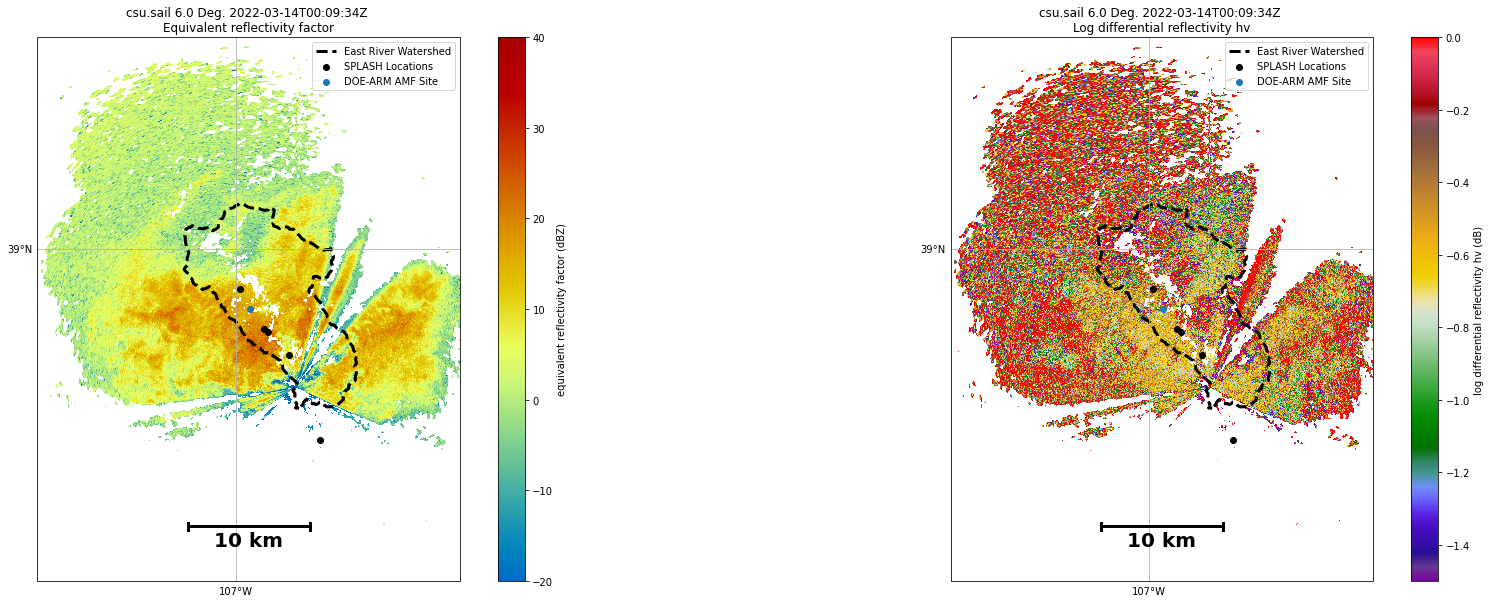 csu.sail 6.0 Deg. 2022-03-14T00:09:34Z
Equivalent reflectivity factor
East River Watershed
SPLASH Locations
DOE-ARM AMF Site
39°N
107°W
10 km
40
30
20
10
0
−10
−20
equivalent reflectivity factor (dBZ)
csu.sail 6.0 Deg. 2022-03-14T00:09:34Z
Log differential reflectivity hv
East River Watershed
SPLASH Locations
DOE-ARM AMF Site
39°N
107°W
10 km
0.0
−0.2
−0.4
−0.6
−0.8
−1.0
−1.2
−1.4
log differential reflectivity hv (dB)